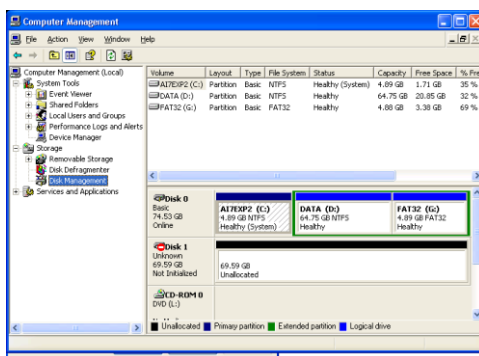 Computer Management
File Action View Window Help
Computer Management (Local)
System Tools
Event Viewer
Shared Folders
Local Users and Groups
Performance Logs and Alerts
Device Manager
Storage
Removable Storage
Disk Defragmenter
Disk Management
Services and Applications
Volume Layout Type File System Status Capacity Free Space % Fre
AI7EXP2 (C:) Partition Basic NTFS Healthy (System) 4.89 GB 1.71 GB 35 %
DATA (D:) Partition Basic NTFS Healthy 64.75 GB 20.85 GB 32 %
FAT32 (G:) Partition Basic FAT32 Healthy 4.88 GB 3.38 GB 69 %
Disk 0
Basic
74.53 GB
Online
AI7EXP2 (C:)
4.89 GB NTFS
Healthy (System)
DATA (D:)
64.75 GB NTFS
Healthy
FAT32 (G:)
4.89 GB FAT32
Healthy
Disk 1
Unknown
69.59 GB
Not Initialized
69.59 GB
Unallocated
CD-ROM 0
DVD (L:)
Unallocated Primary partition Extended partition Logical drive